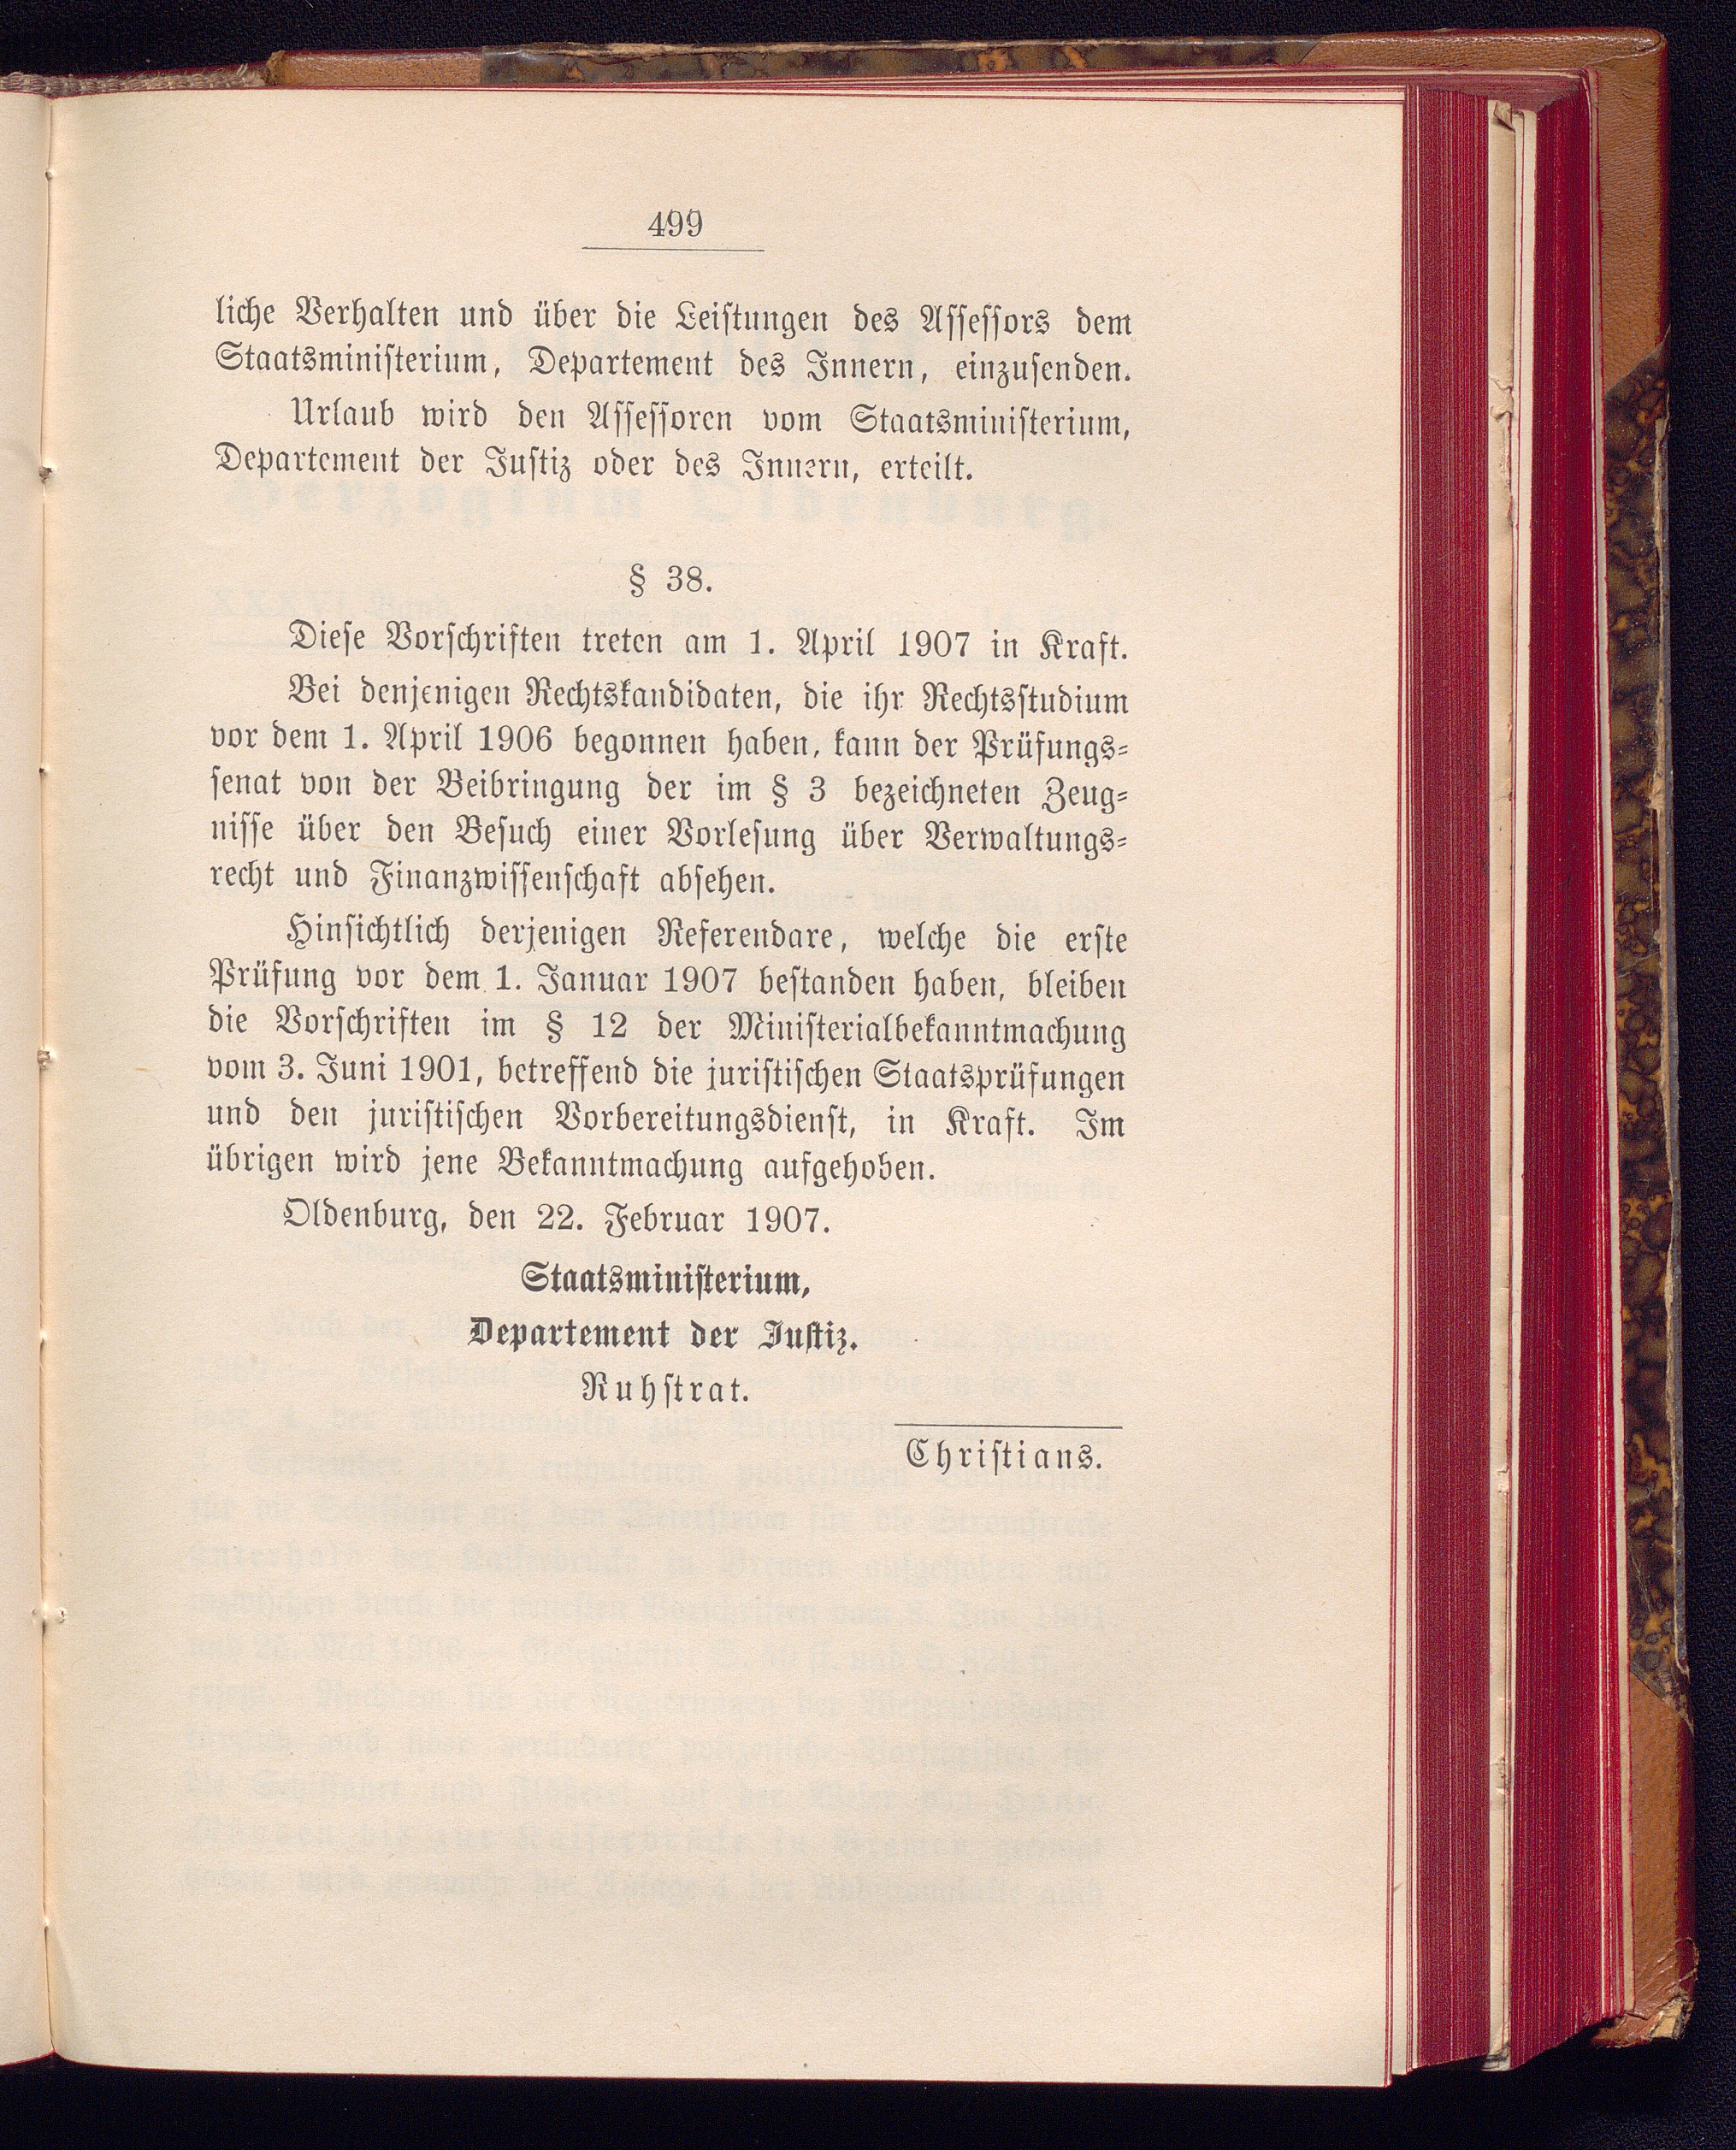 499
liche Verhalten und über die Leistungen des Assessors dem
Staatsministerium, Departement des Innern, einzusenden.
Urlaub wird den Assessoren vom Staatsministerium,
Departement der Justiz oder des Innern, erteilt.
§ 38.
Diese Vorschriften treten am 1. April 1907 in Kraft.
Bei denjenigen Rechtskandidaten, die ihr Rechtsstudium
vor dem 1. April 1906 begonnen haben, kann der Prüfungs-
senat von der Beibringung der im § 3 bezeichneten Zeug-
nisse über den Besuch einer Vorlesung über Verwaltungs-
recht und Finanzwissenschaft absehen.
Hinsichtlich derjenigen Referendare, welche die erste
Prüfung vor dem 1. Januar 1907 bestanden haben, bleiben
die Vorschriften im § 12 der Ministerialbekanntmachung
vom 3. Juni 1901, betreffend die juristischen Staatsprüfungen
und den juristischen Vorbereitungsdienst, in Kraft. Im
übrigen wird jene Bekanntmachung aufgehoben.
Oldenburg, den 22. Februar 1907.
Staatsministerium,
Departement der Justiz.
Ruhstrat.
Christians.